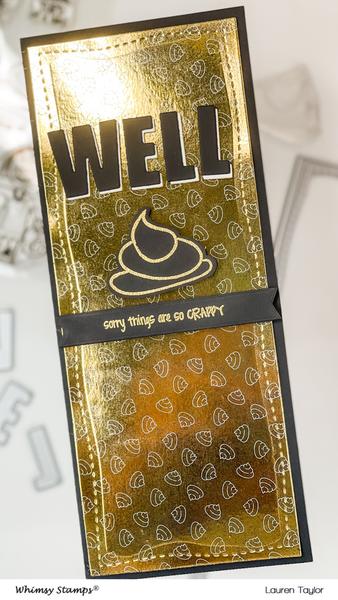 WELL
sorry things are so CRAPPY
Whimsy Stamps® Lauren Taylor